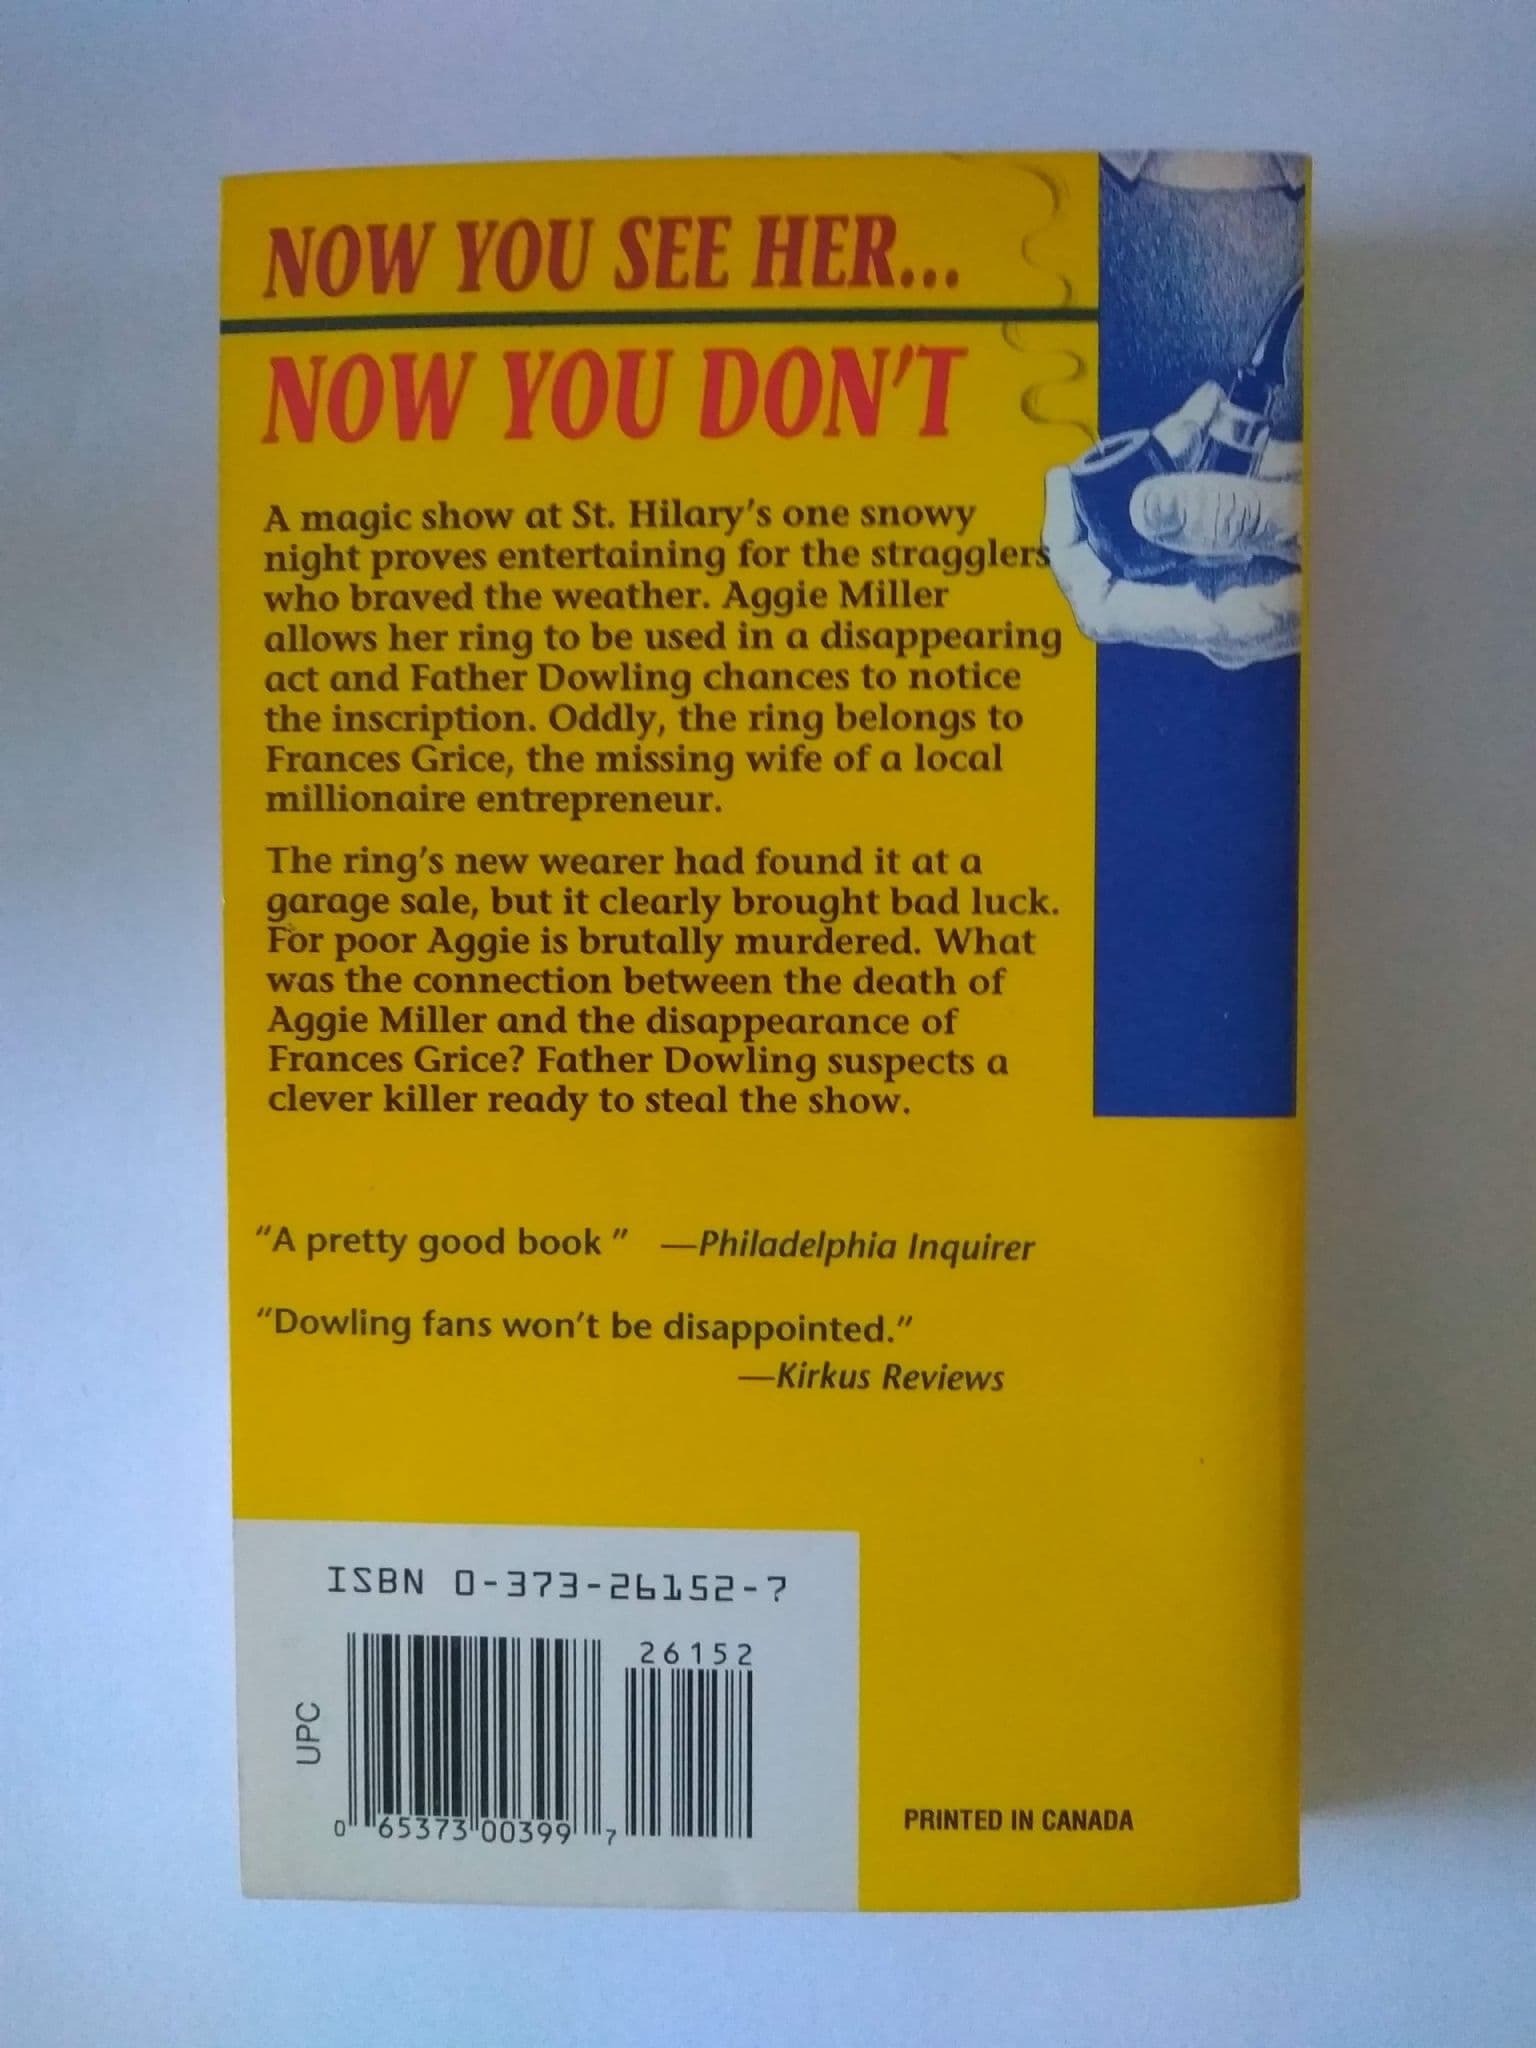 NOW YOU SEE HER...
NOW YOU DON'T
A magic show at St. Hilary's one snowy
night proves entertaining for the stragglers
who braved the weather. Aggie Miller
allows her ring to be used in a disappearing
act and Father Dowling chances to notice
the inscription. Oddly, the ring belongs to
Frances Grice, the missing wife of a local
millionaire entrepreneur.
The ring's new wearer had found it at a
garage sale, but it clearly brought bad luck.
For poor Aggie is brutally murdered. What
was the connection between the death of
Aggie Miller and the disappearance of
Frances Grice? Father Dowling suspects a
clever killer ready to steal the show.
"A pretty good book " —Philadelphia Inquirer
"Dowling fans won't be disappointed."
—Kirkus Reviews
ISBN 0-373-26152-7
26152
UPC
0 65373 00399 7
PRINTED IN CANADA